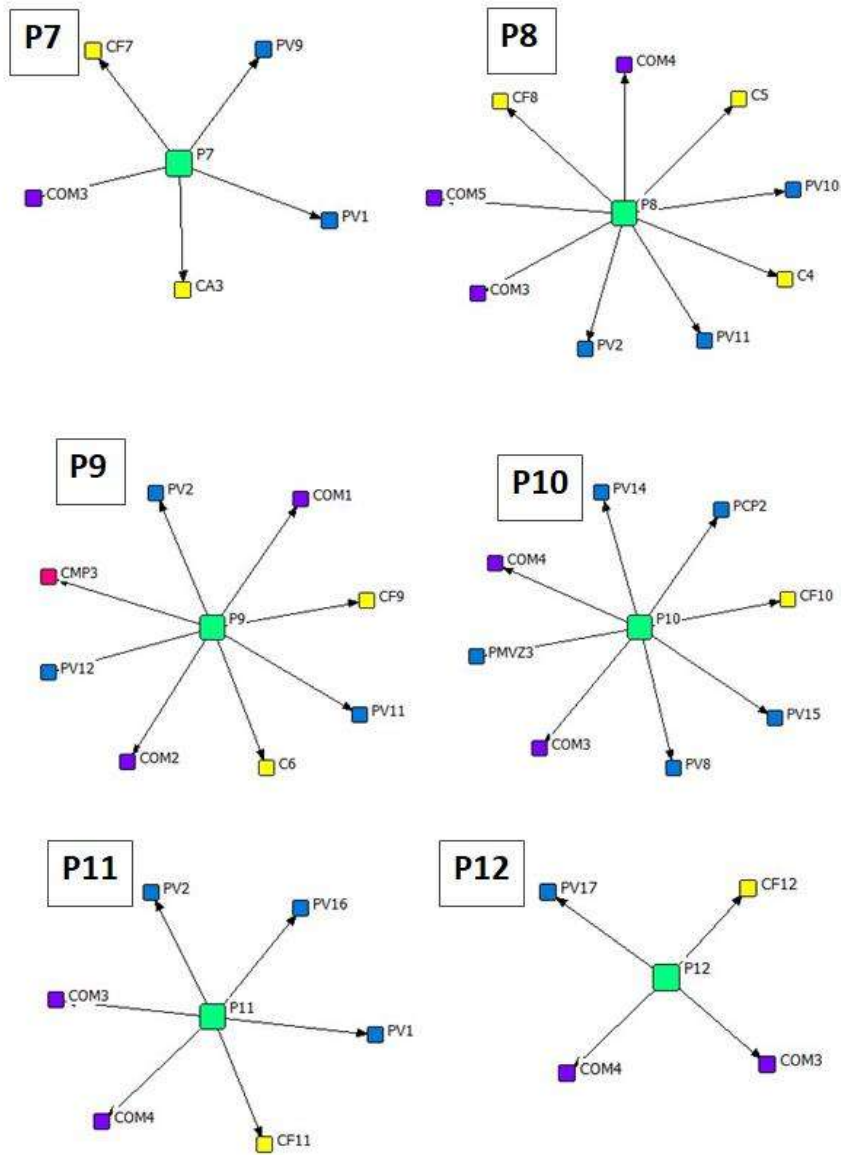 P7
CF7
PV9
P7
COM3
PV1
CA3
P8
COM4
CF8
C5
PV10
COM5
P8
C4
COM3
PV11
PV2
P9
PV2
COM1
CMP3
CF9
P9
PV12
PV11
COM2
C6
P10
PV14
PCP2
COM4
CF10
P10
PMVZ3
PV15
COM3
PV8
P11
PV2
PV16
COM3
P11
PV1
COM4
CF11
P12
PV17
CF12
P12
COM4
COM3